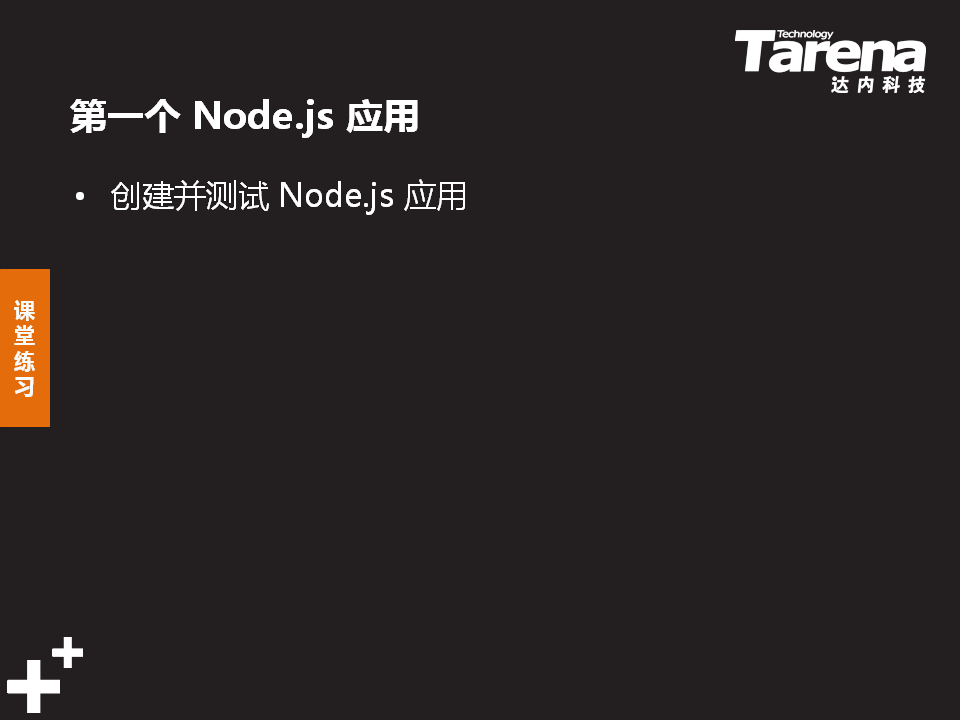 Technology
Tarena
达内科技
第一个 Node.js 应用
• 创建并测试 Node.js 应用
课
堂
练
习